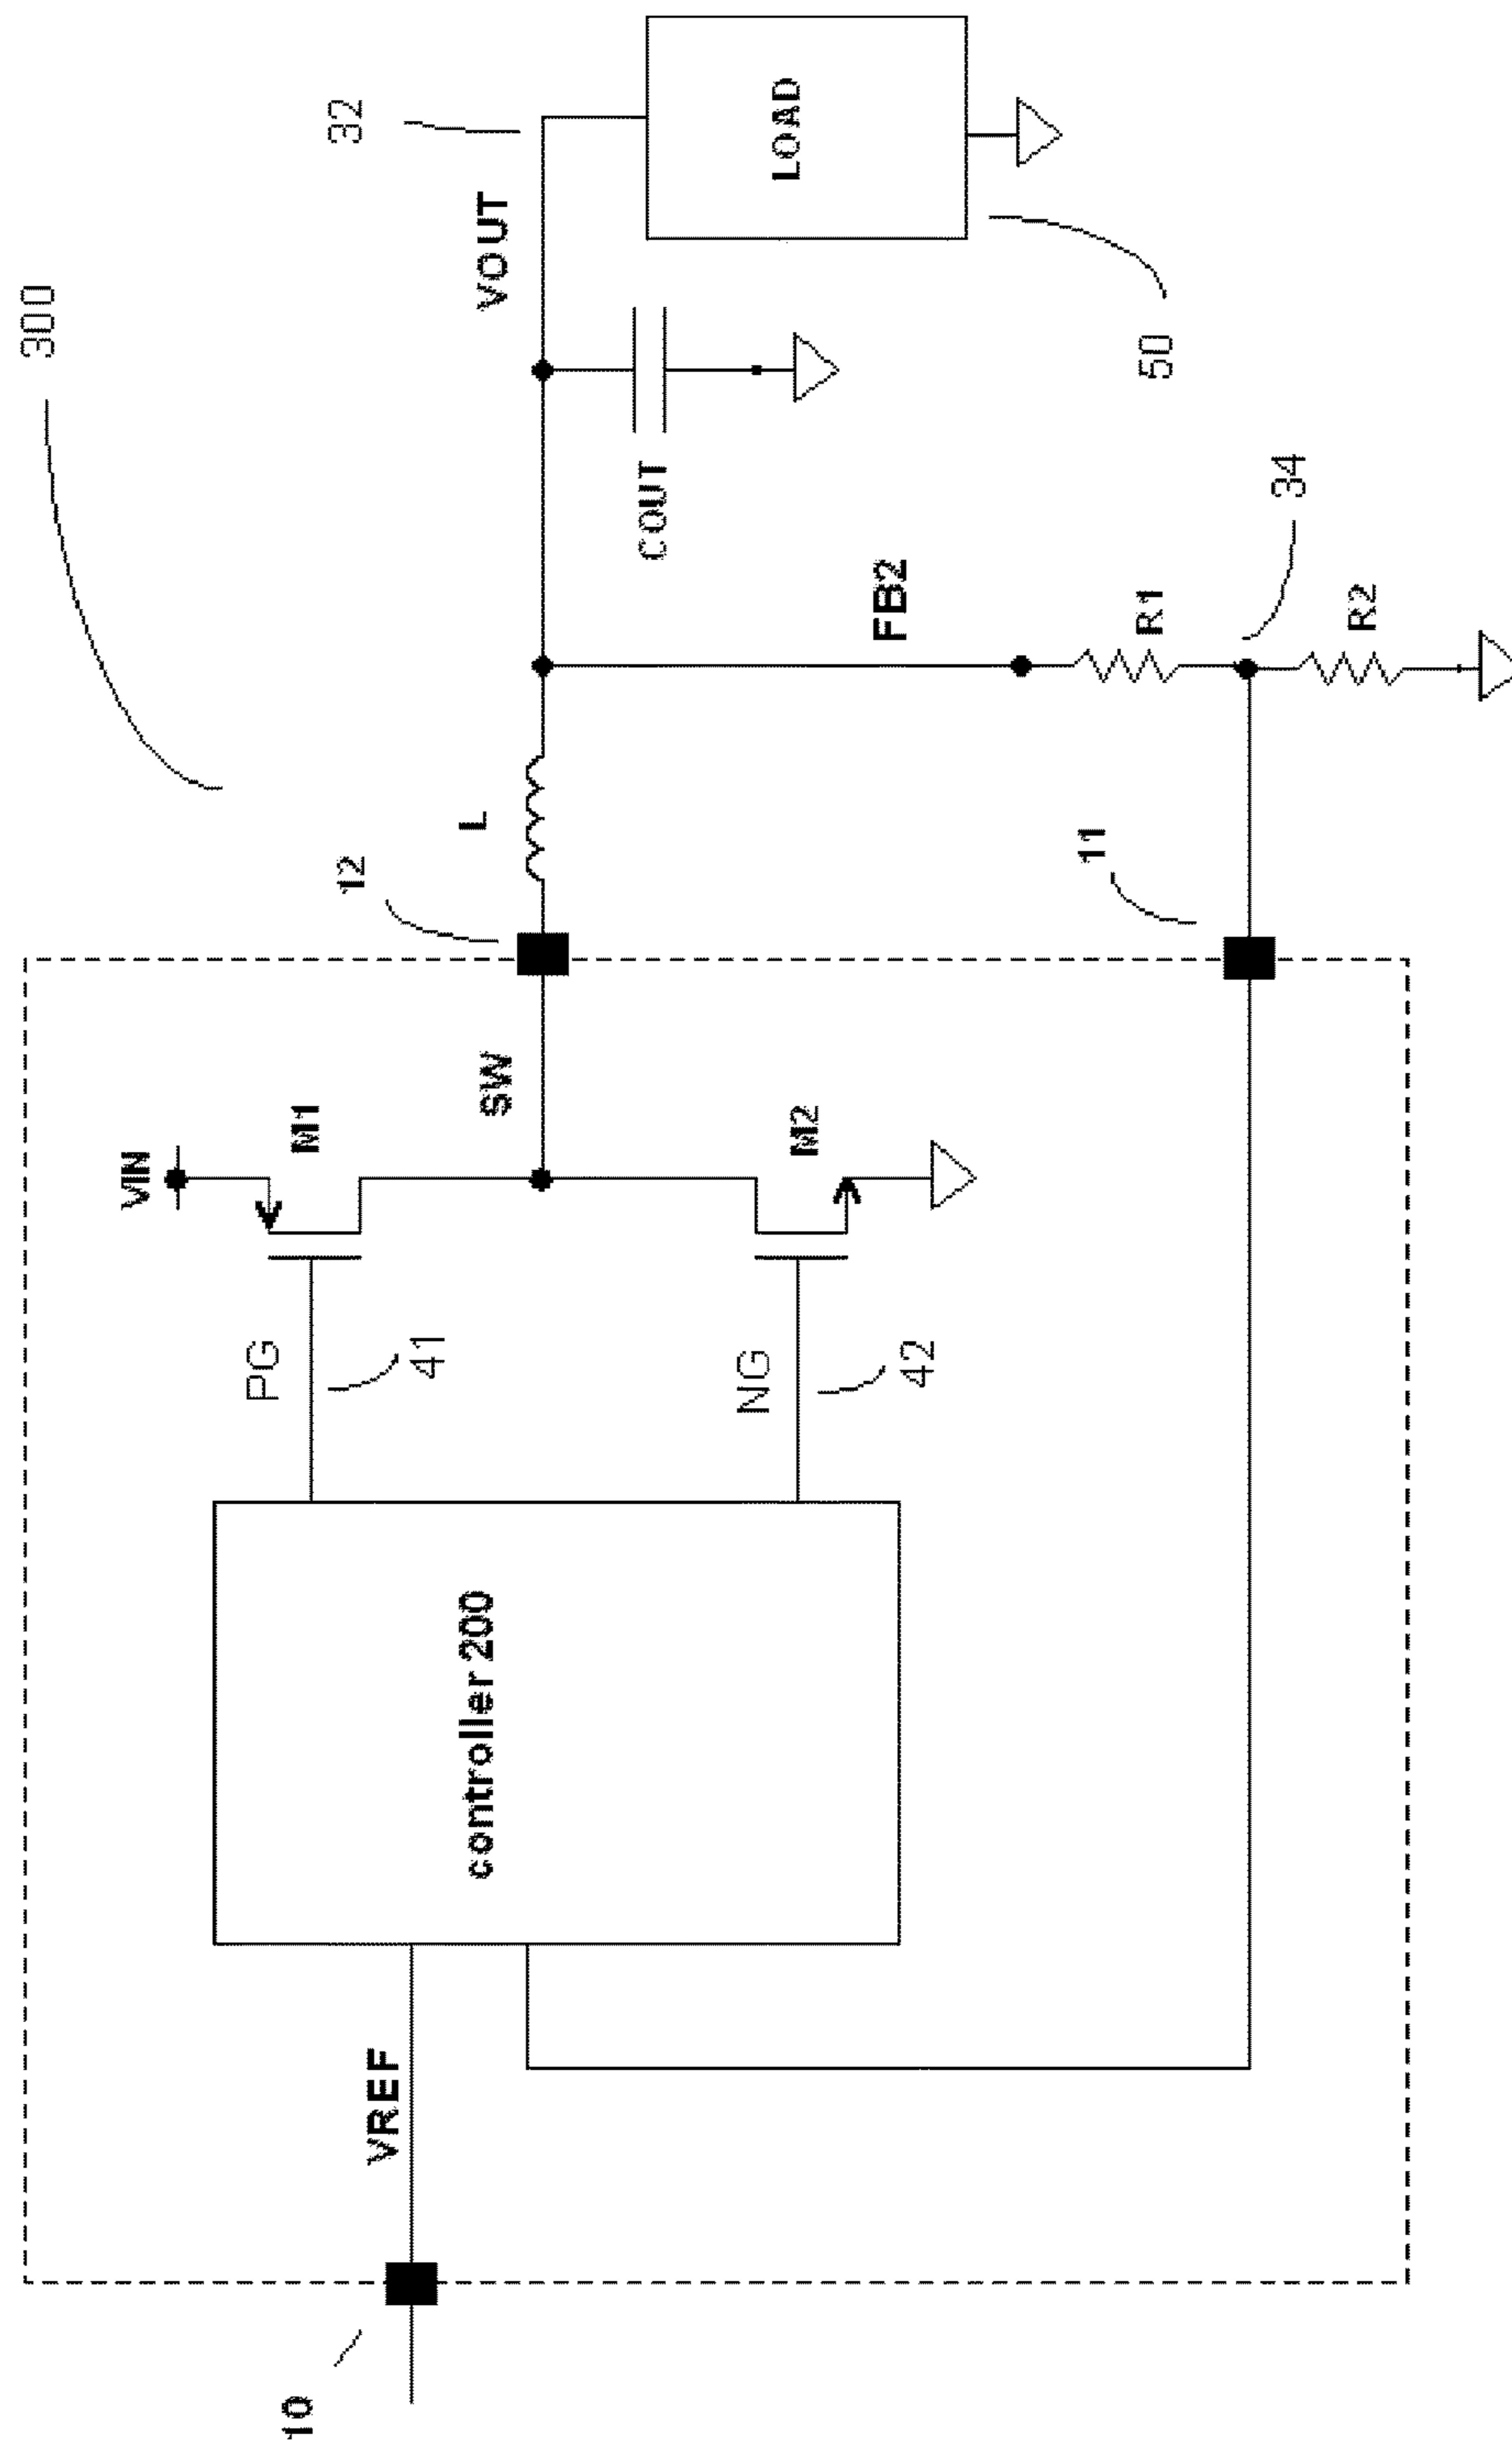 300
32
VOUT
LOAD
50
COUT
FB2
34
R1
R2
L
12
11
SW
VIN
M1
M2
PG
41
NG
42
controller 200
VREF
10